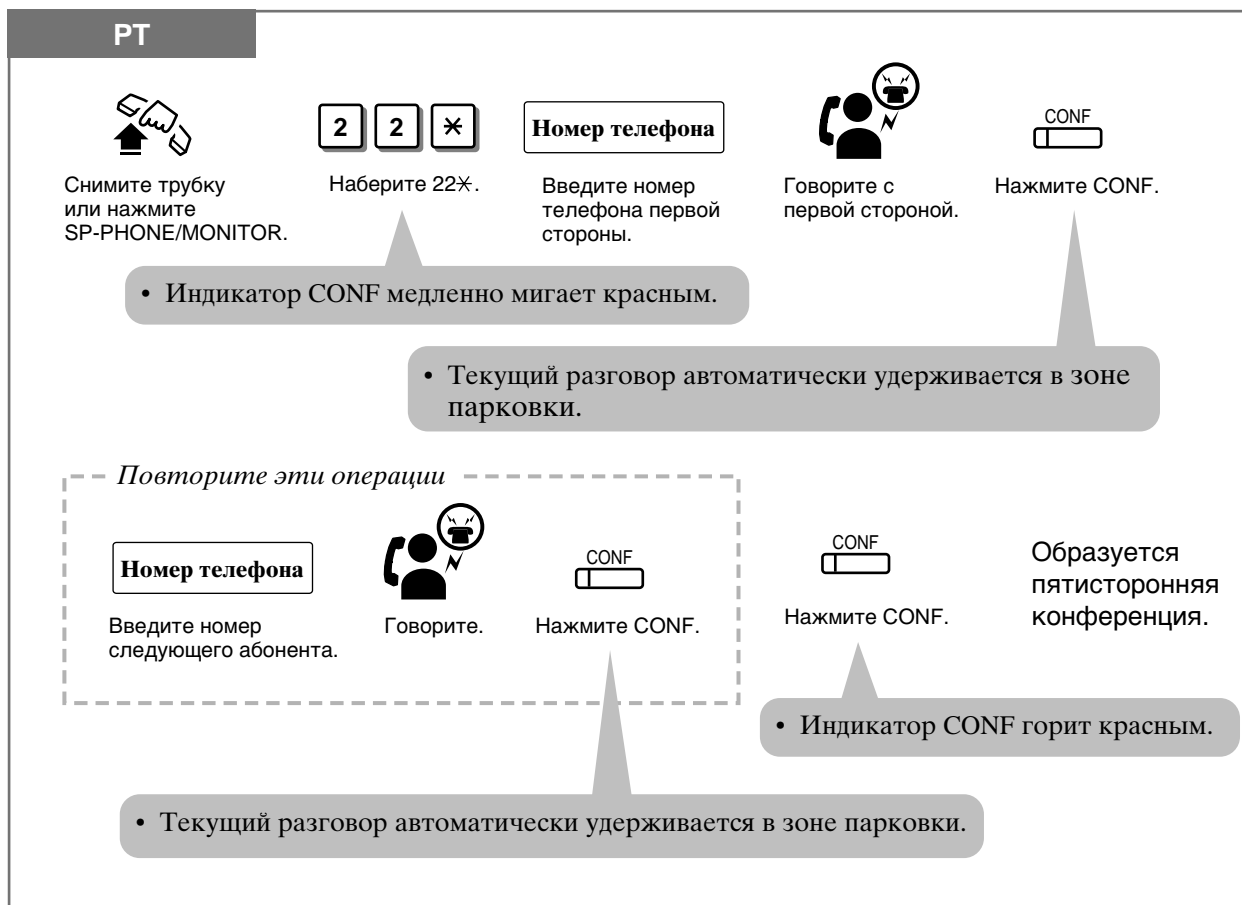 PT
2 2 ✳
Номер телефона
CONF
Снимите трубку
или нажмите
SP-PHONE/MONITOR.
Наберите 22✳.
Введите номер
телефона первой
стороны.
Говорите с
первой стороной.
Нажмите CONF.
• Индикатор CONF медленно мигает красным.
• Текущий разговор автоматически удерживается в зоне
парковки.
Повторите эти операции
Номер телефона
CONF
Введите номер
следующего абонента.
Говорите.
Нажмите CONF.
CONF
Нажмите CONF.
Образуется
пятисторонняя
конференция.
• Индикатор CONF горит красным.
• Текущий разговор автоматически удерживается в зоне парковки.